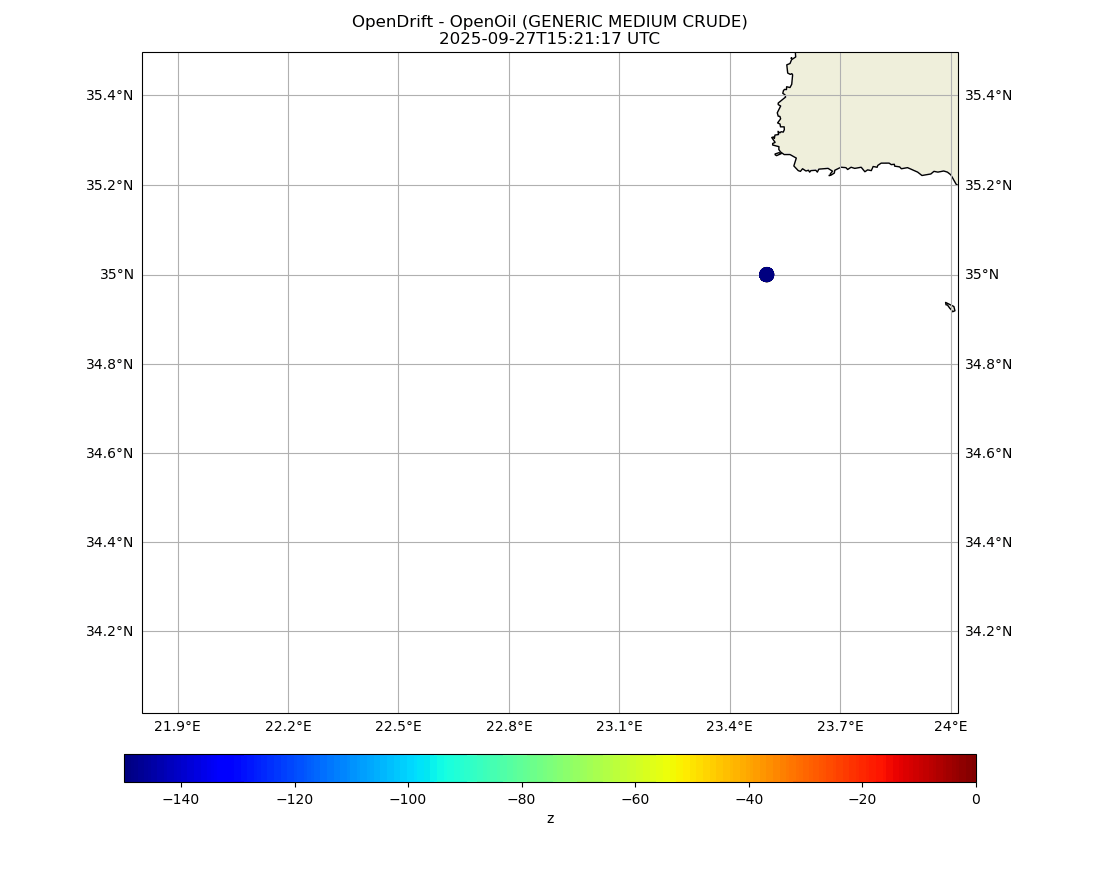 OpenDrift - OpenOil (GENERIC MEDIUM CRUDE)
2025-09-27T15:21:17 UTC
35.4°N 35.4°N
35.2°N 35.2°N
35°N 35°N
34.8°N 34.8°N
34.6°N 34.6°N
34.4°N 34.4°N
34.2°N 34.2°N
21.9°E 22.2°E 22.5°E 22.8°E 23.1°E 23.4°E 23.7°E 24°E
−140 −120 −100 −80 −60 −40 −20 0
z